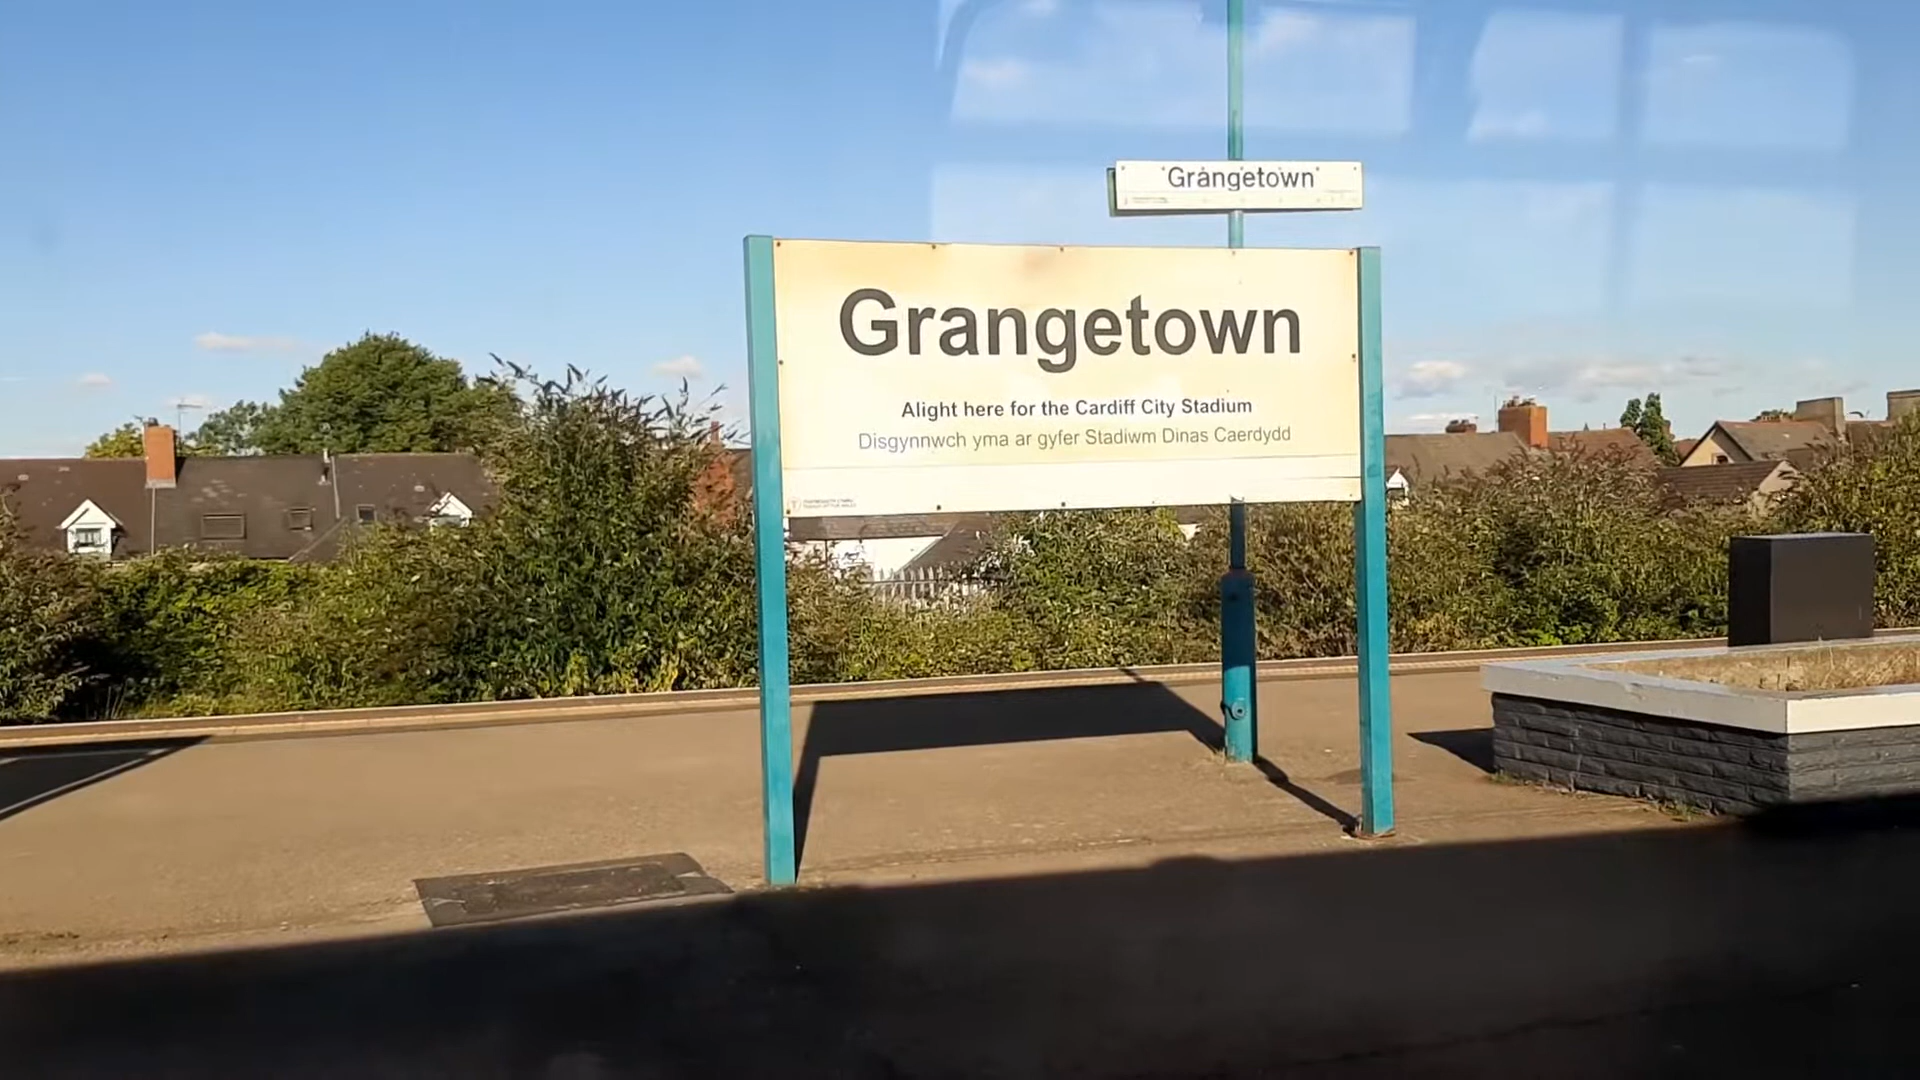 Grangetown
Grangetown
Alight here for the Cardiff City Stadium
Disgynnwch yma ar gyfer Stadiwm Dinas Caerdydd